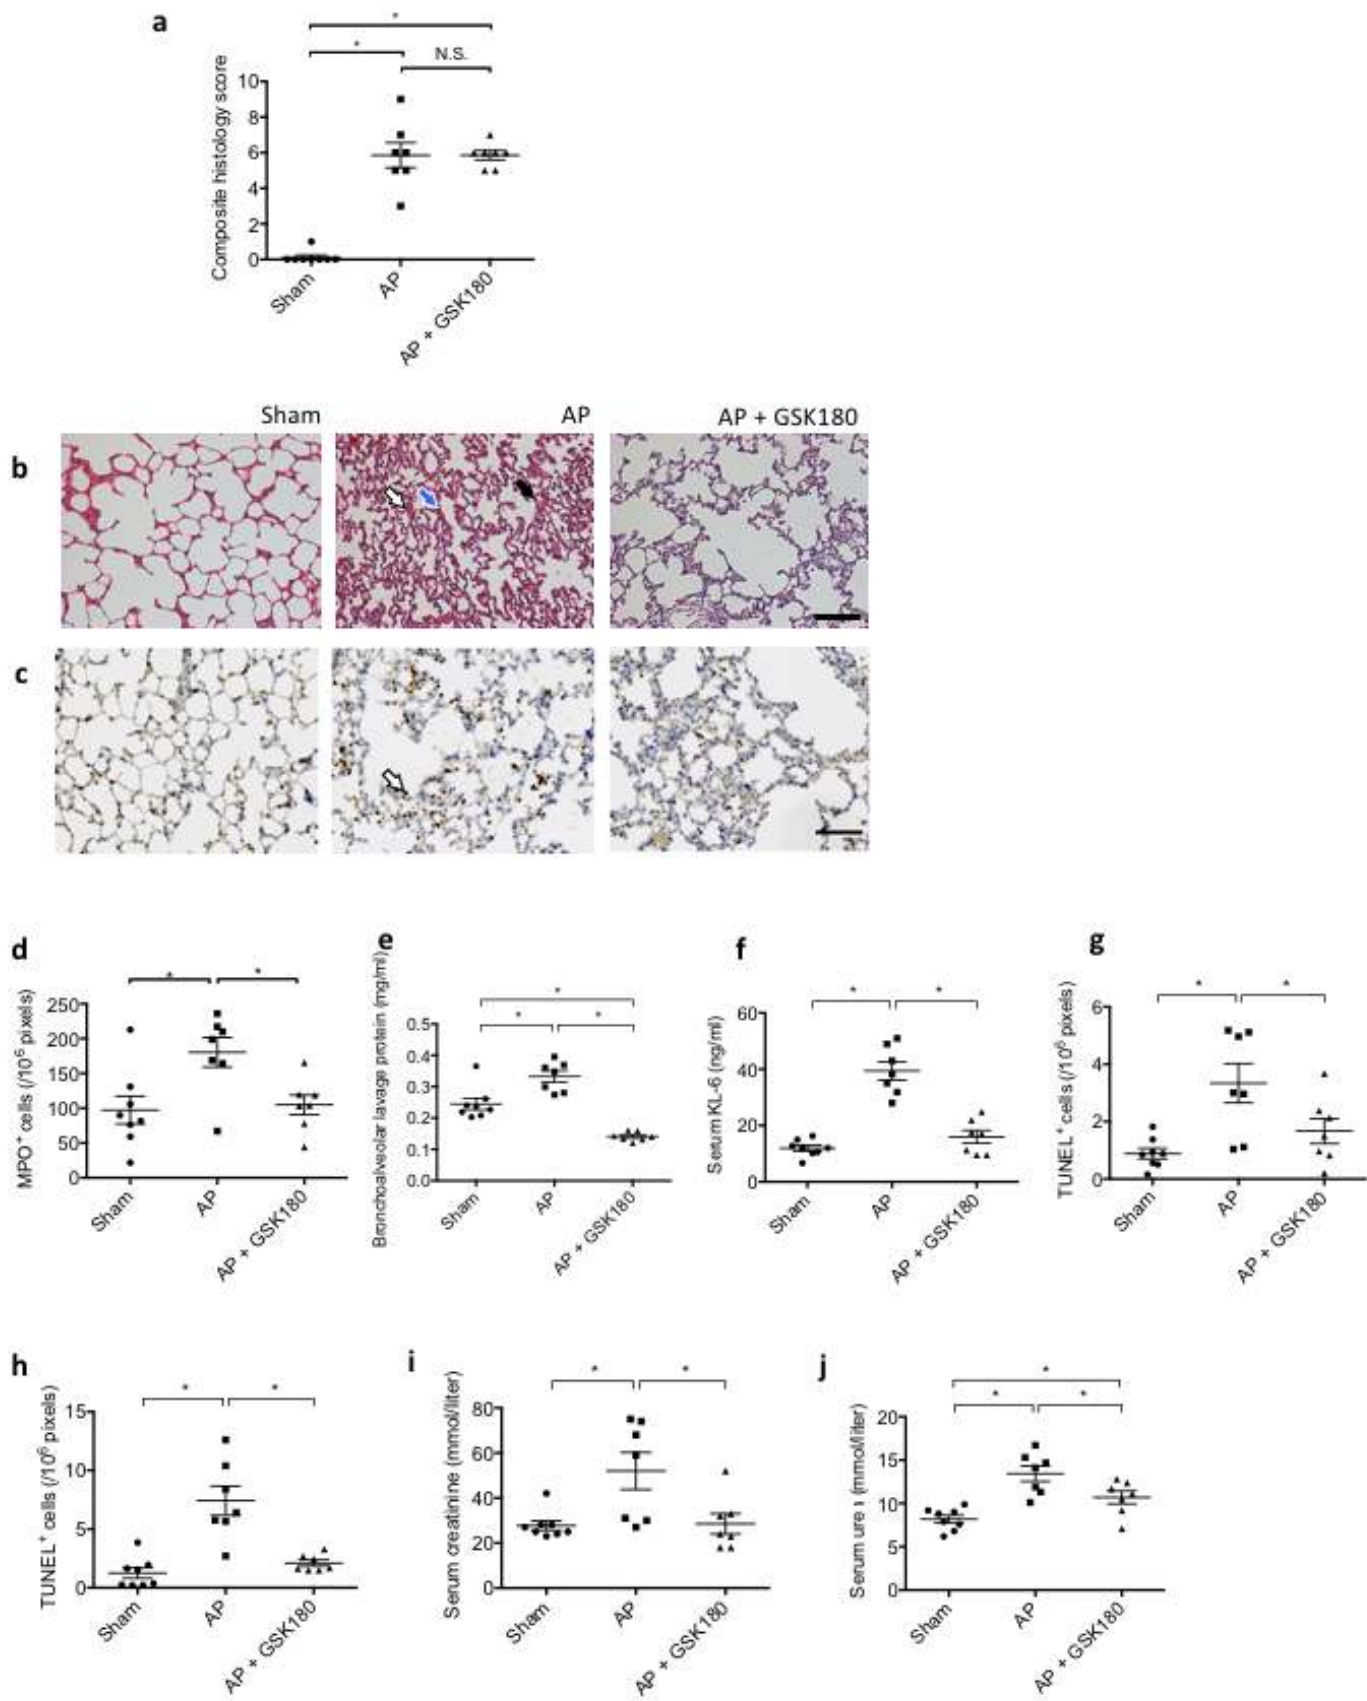 a
*
*
N.S.
Composite histology score
10
8
6
4
2
0
Sham
AP
AP + GSK180
Sham
AP
AP + GSK180
b
c
d
*
*
MPO⁺ cells (/10⁶ pixels)
250
200
150
100
50
0
Sham
AP
AP + GSK180
e
*
*
*
Bronchoalveolar lavage protein (mg/ml)
0.5
0.4
0.3
0.2
0.1
0.0
Sham
AP
AP + GSK180
f
*
*
Serum KL-6 (ng/ml)
60
40
20
0
Sham
AP
AP + GSK180
g
*
*
TUNEL⁺ cells (/10⁶ pixels)
6
4
2
0
Sham
AP
AP + GSK180
h
*
*
TUNEL⁺ cells (/10⁶ pixels)
15
10
5
0
Sham
AP
AP + GSK180
i
*
*
Serum creatinine (mmol/liter)
80
60
40
20
0
Sham
AP
AP + GSK180
j
*
*
*
Serum (mmol/liter)
20
15
10
5
0
Sham
AP
AP + GSK180